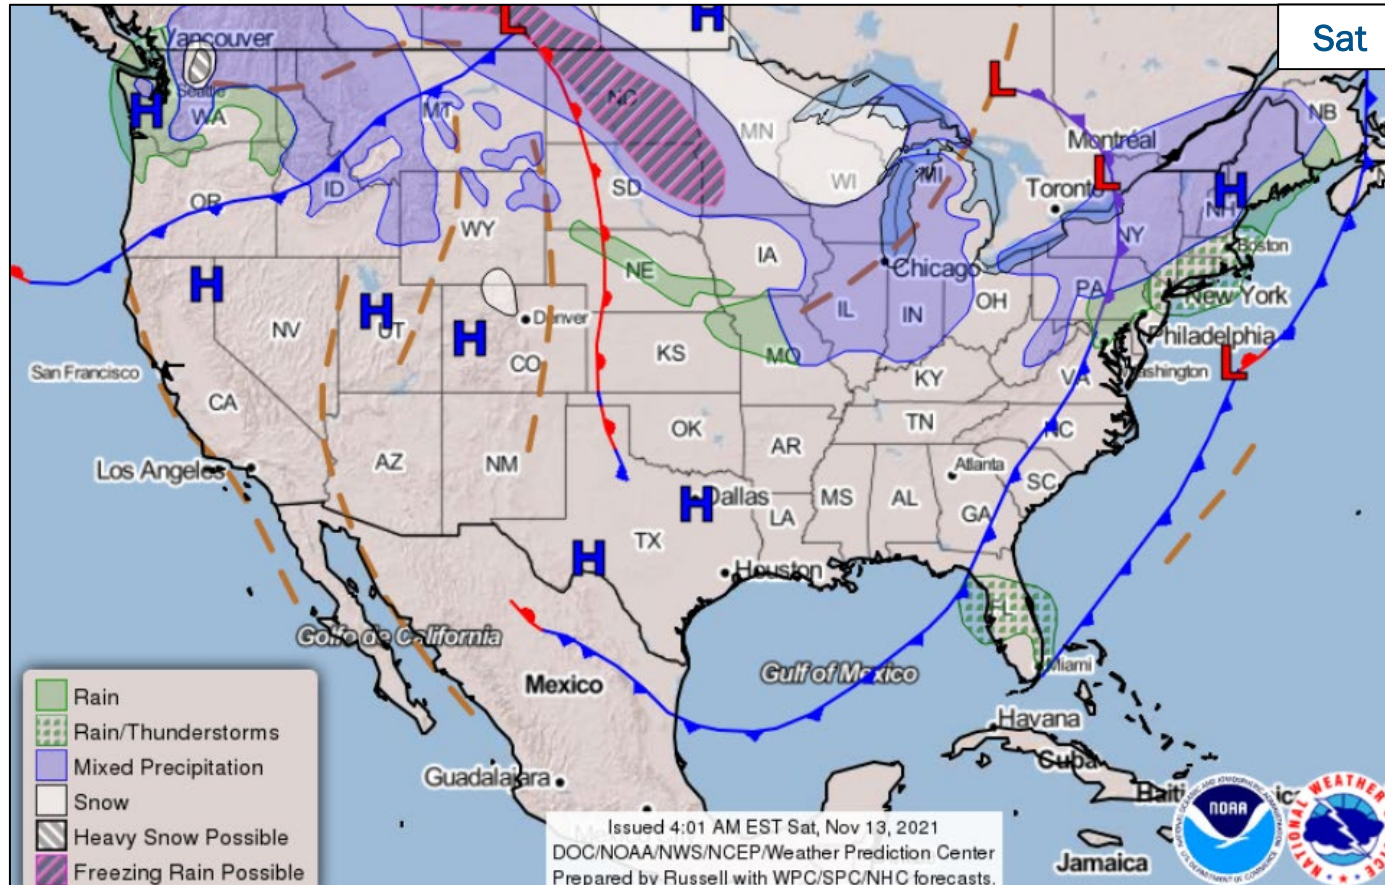 Sat
L
H
Vancouver
Seattle
H
WA
MT
ND
MN
L
Montréal
NB
L
Toronto
H
NH
OR
ID
SD
WI
MI
WY
IA
NY
Boston
NE
Chicago
PA
New York
H
H
NV
UT
H
Denver
CO
KS
MO
IL
IN
OH
Philadelphia
San Francisco
CA
KY
VA
Washington
L
OK
AR
TN
NC
Los Angeles
AZ
NM
Atlanta
SC
H
Dallas
LA
MS
AL
GA
TX
H
Houston
FL
Golfo de California
Mexico
Gulf of Mexico
Miami
Havana
Cuba
Haiti
Guadalajara
Jamaica
Rain
Rain/Thunderstorms
Mixed Precipitation
Snow
Heavy Snow Possible
Freezing Rain Possible
Issued 4:01 AM EST Sat, Nov 13, 2021
DOC/NOAA/NWS/NCEP/Weather Prediction Center
Prepared by Russell with WPC/SPC/NHC forecasts.
NOAA
NATIONAL WEATHER